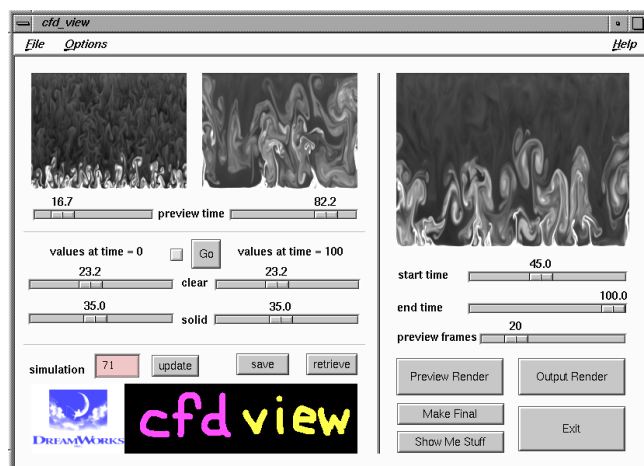 cfd_view
File Options Help
16.7 82.2
preview time
values at time = 0 Go values at time = 100
23.2 23.2
clear
35.0 35.0
solid
simulation 71 update save retrieve
DREAMWORKS
cfd view
45.0
start time
100.0
end time
20
preview frames
Preview Render Output Render
Make Final
Show Me Stuff
Exit